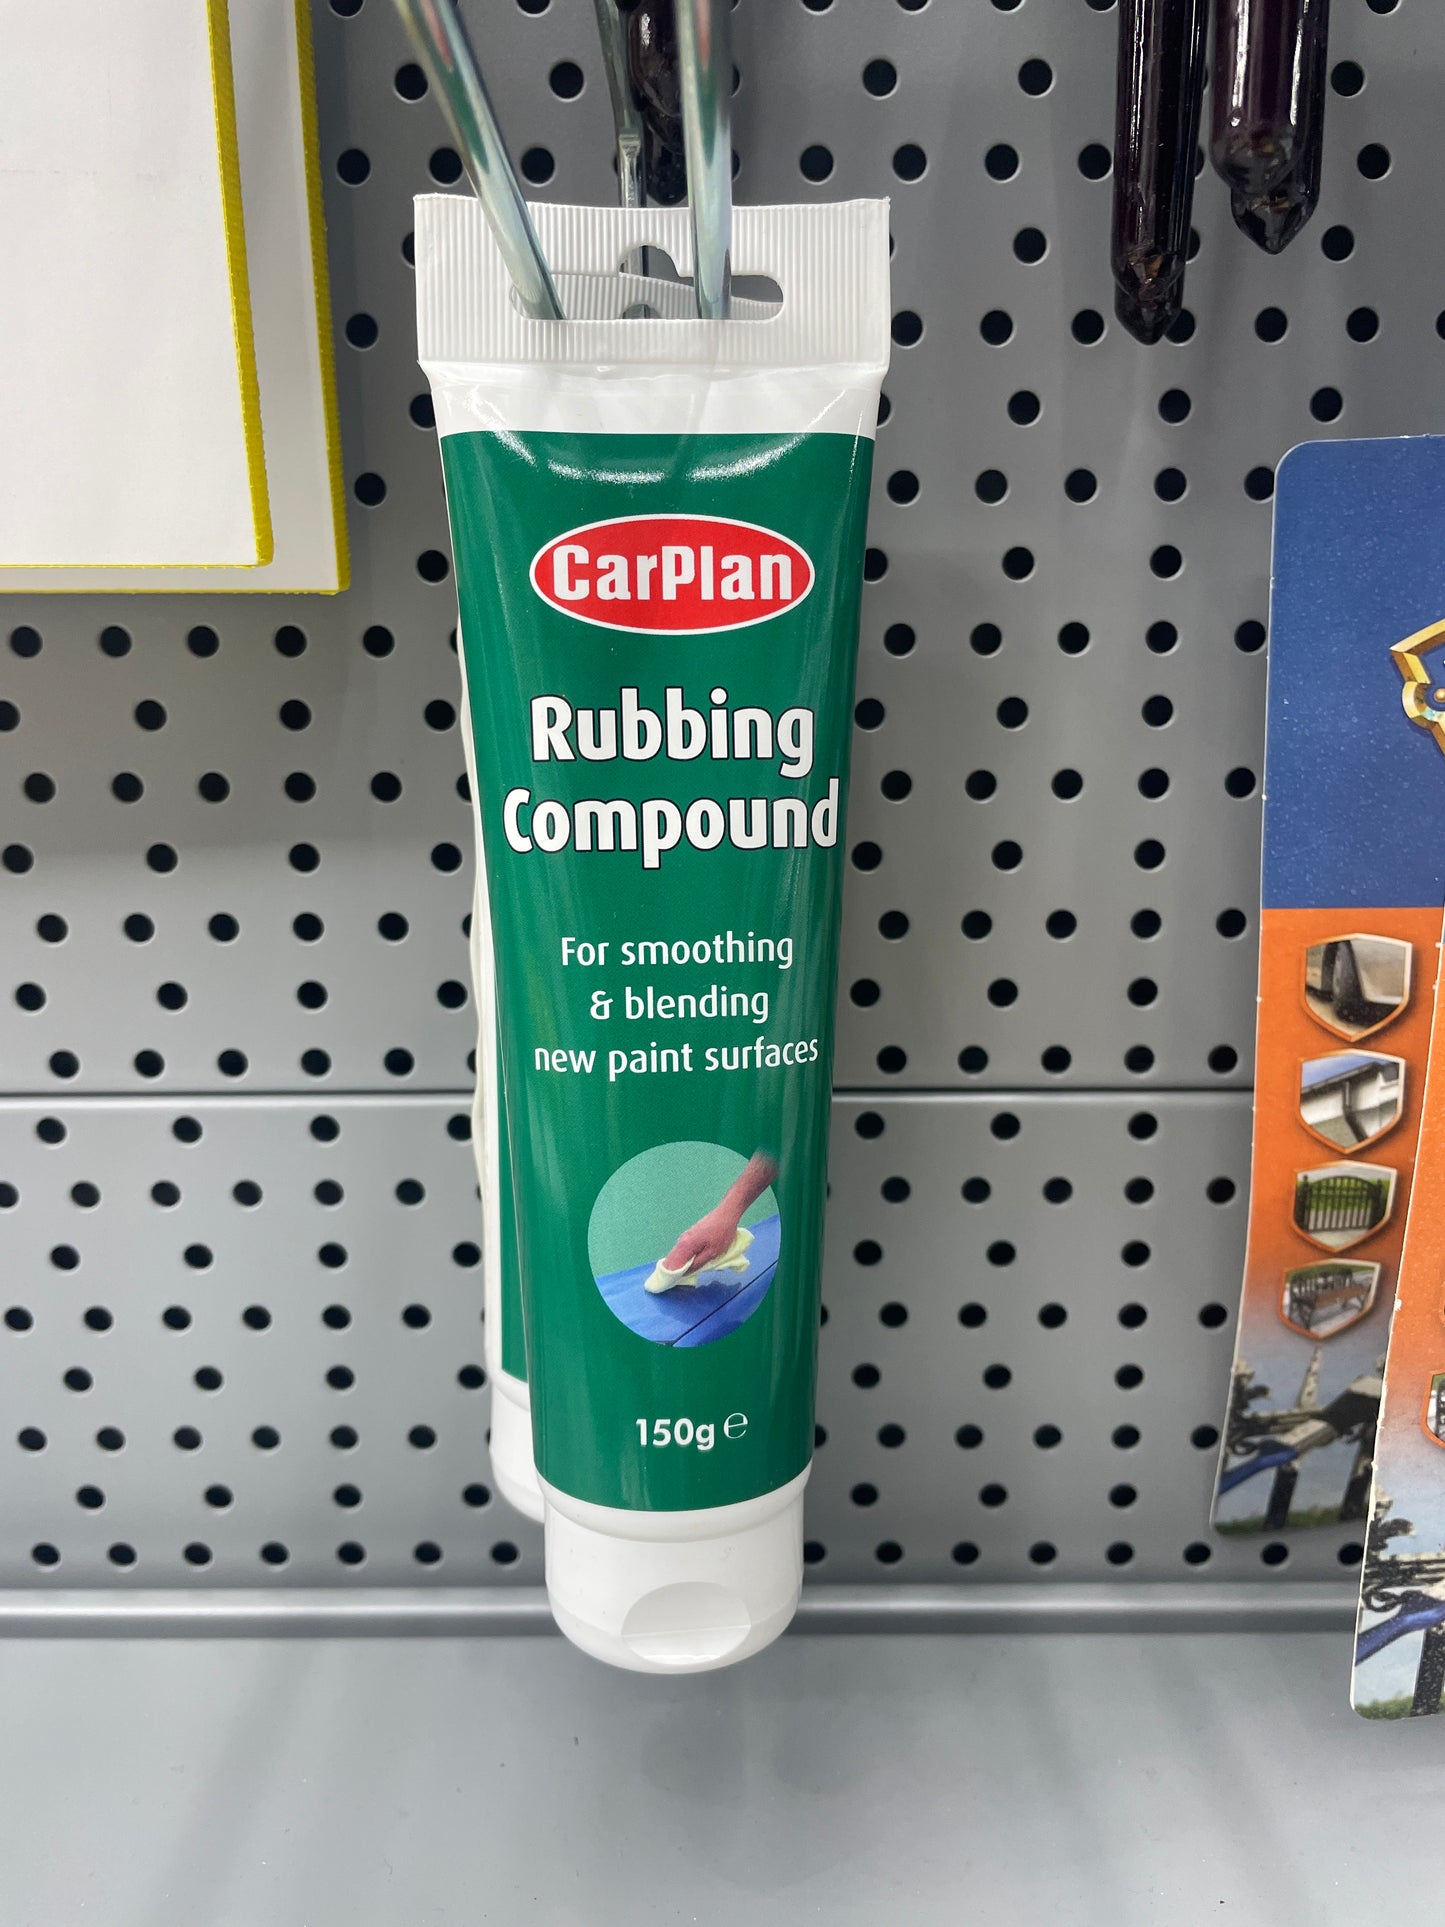 CarPlan
Rubbing
Compound
For smoothing
& blending
new paint surfaces
150g ℮